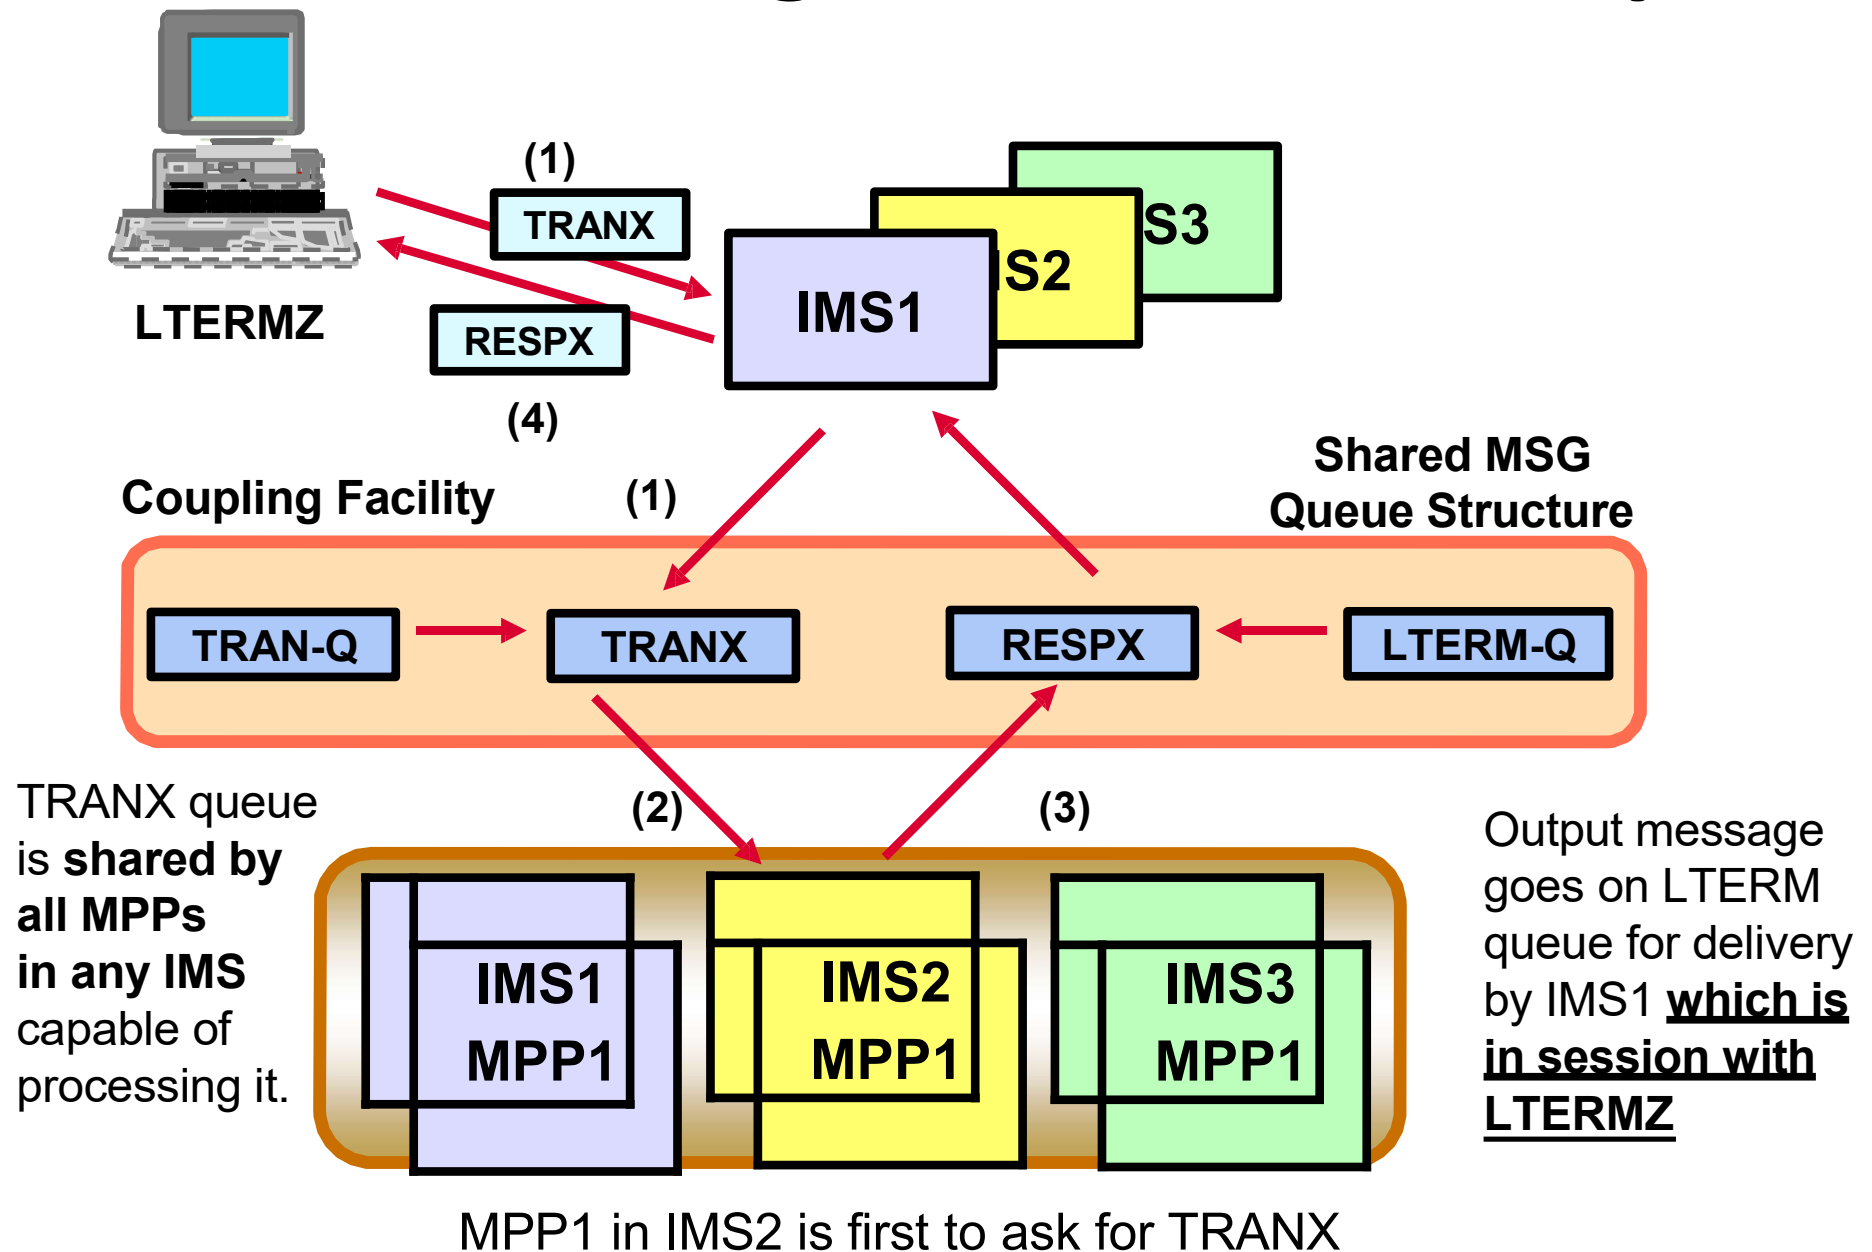 (1)
TRANX
S3
S2
IMS1
LTERMZ
RESPX
(4)
Shared MSG
Queue Structure
Coupling Facility
(1)
TRAN-Q
TRANX
RESPX
LTERM-Q
(2)
(3)
TRANX queue
is shared by
all MPPs
in any IMS
capable of
processing it.
Output message
goes on LTERM
queue for delivery
by IMS1 which is
in session with
LTERMZ
IMS1
MPP1
IMS2
MPP1
IMS3
MPP1
MPP1 in IMS2 is first to ask for TRANX